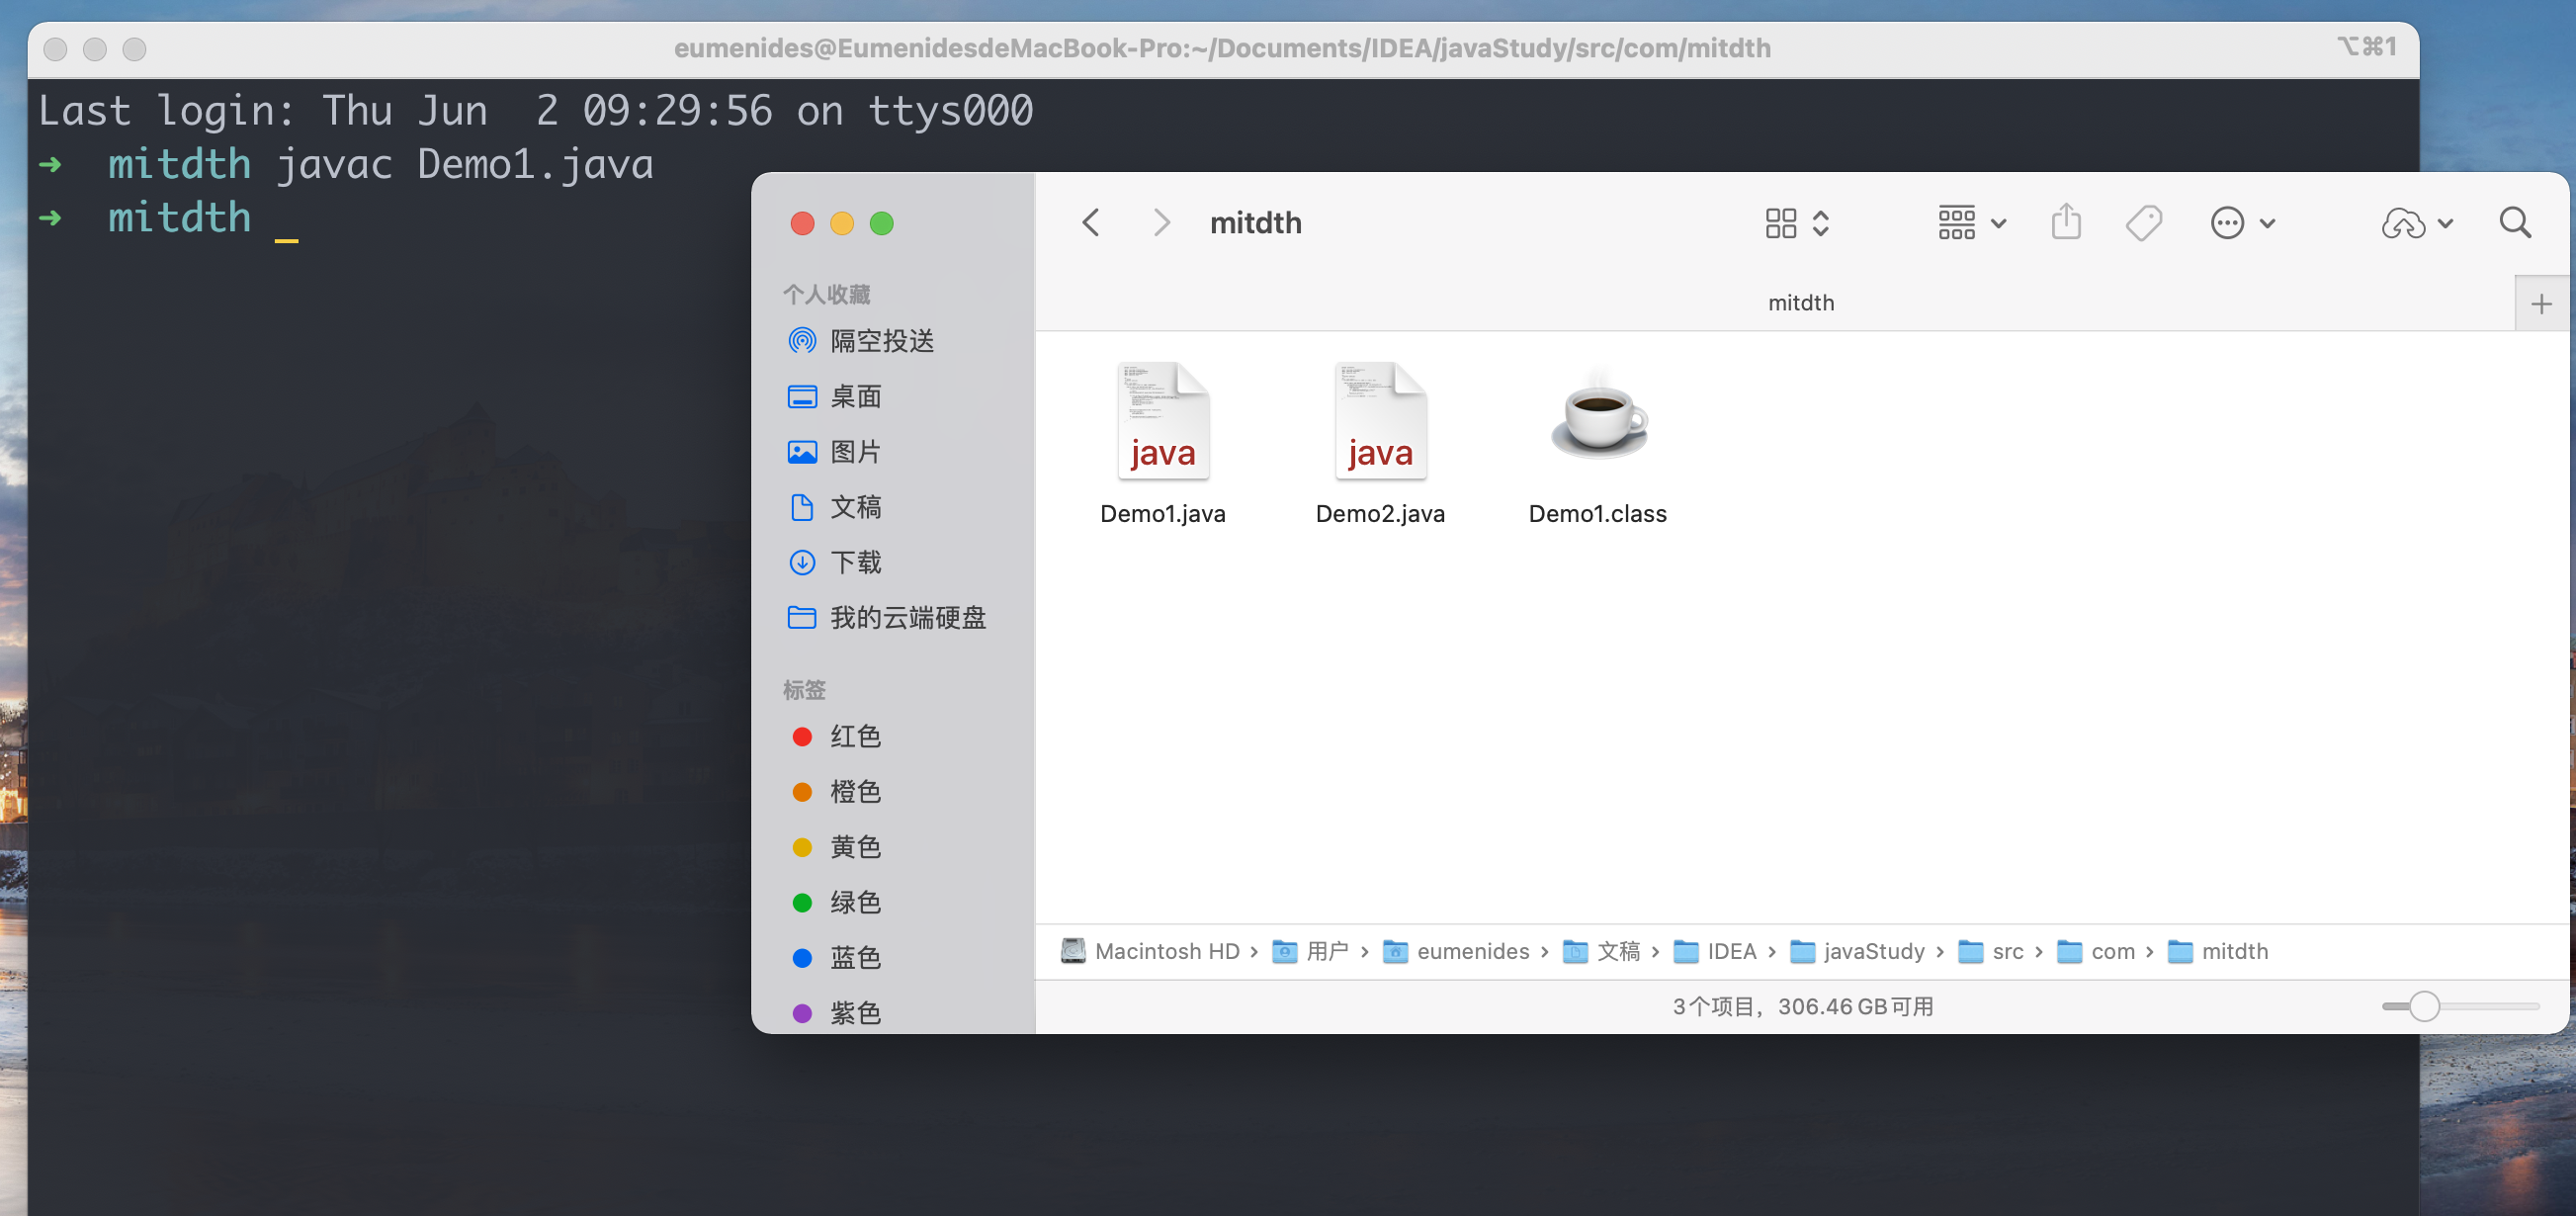 eumenides@EumenidesdeMacBook-Pro:~/Documents/IDEA/javaStudy/src/com/mitdth
⌥⌘1
Last login: Thu Jun  2 09:29:56 on ttys000
➜  mitdth javac Demo1.java
➜  mitdth _
mitdth
mitdth
个人收藏
隔空投送
桌面
图片
文稿
下载
我的云端硬盘
标签
红色
橙色
黄色
绿色
蓝色
紫色
java
java
Demo1.java
Demo2.java
Demo1.class
Macintosh HD › 用户 › eumenides › 文稿 › IDEA › javaStudy › src › com › mitdth
3个项目，306.46 GB可用